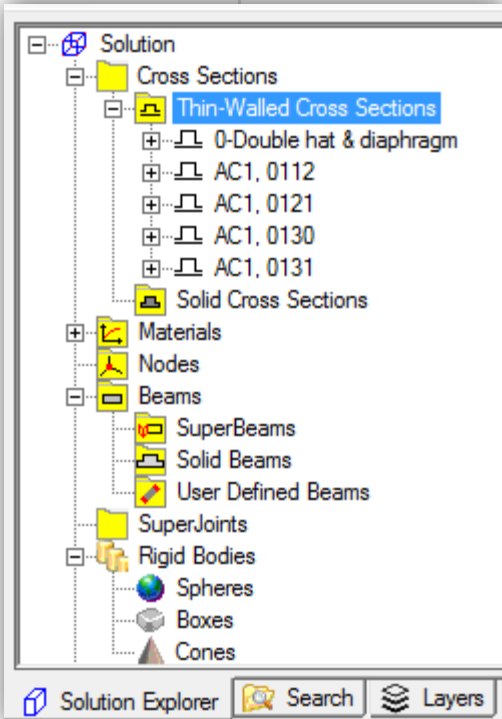 Solution
Cross Sections
Thin-Walled Cross Sections
0-Double hat & diaphragm
AC1, 0112
AC1, 0121
AC1, 0130
AC1, 0131
Solid Cross Sections
Materials
Nodes
Beams
SuperBeams
Solid Beams
User Defined Beams
SuperJoints
Rigid Bodies
Spheres
Boxes
Cones
Solution Explorer Search Layers